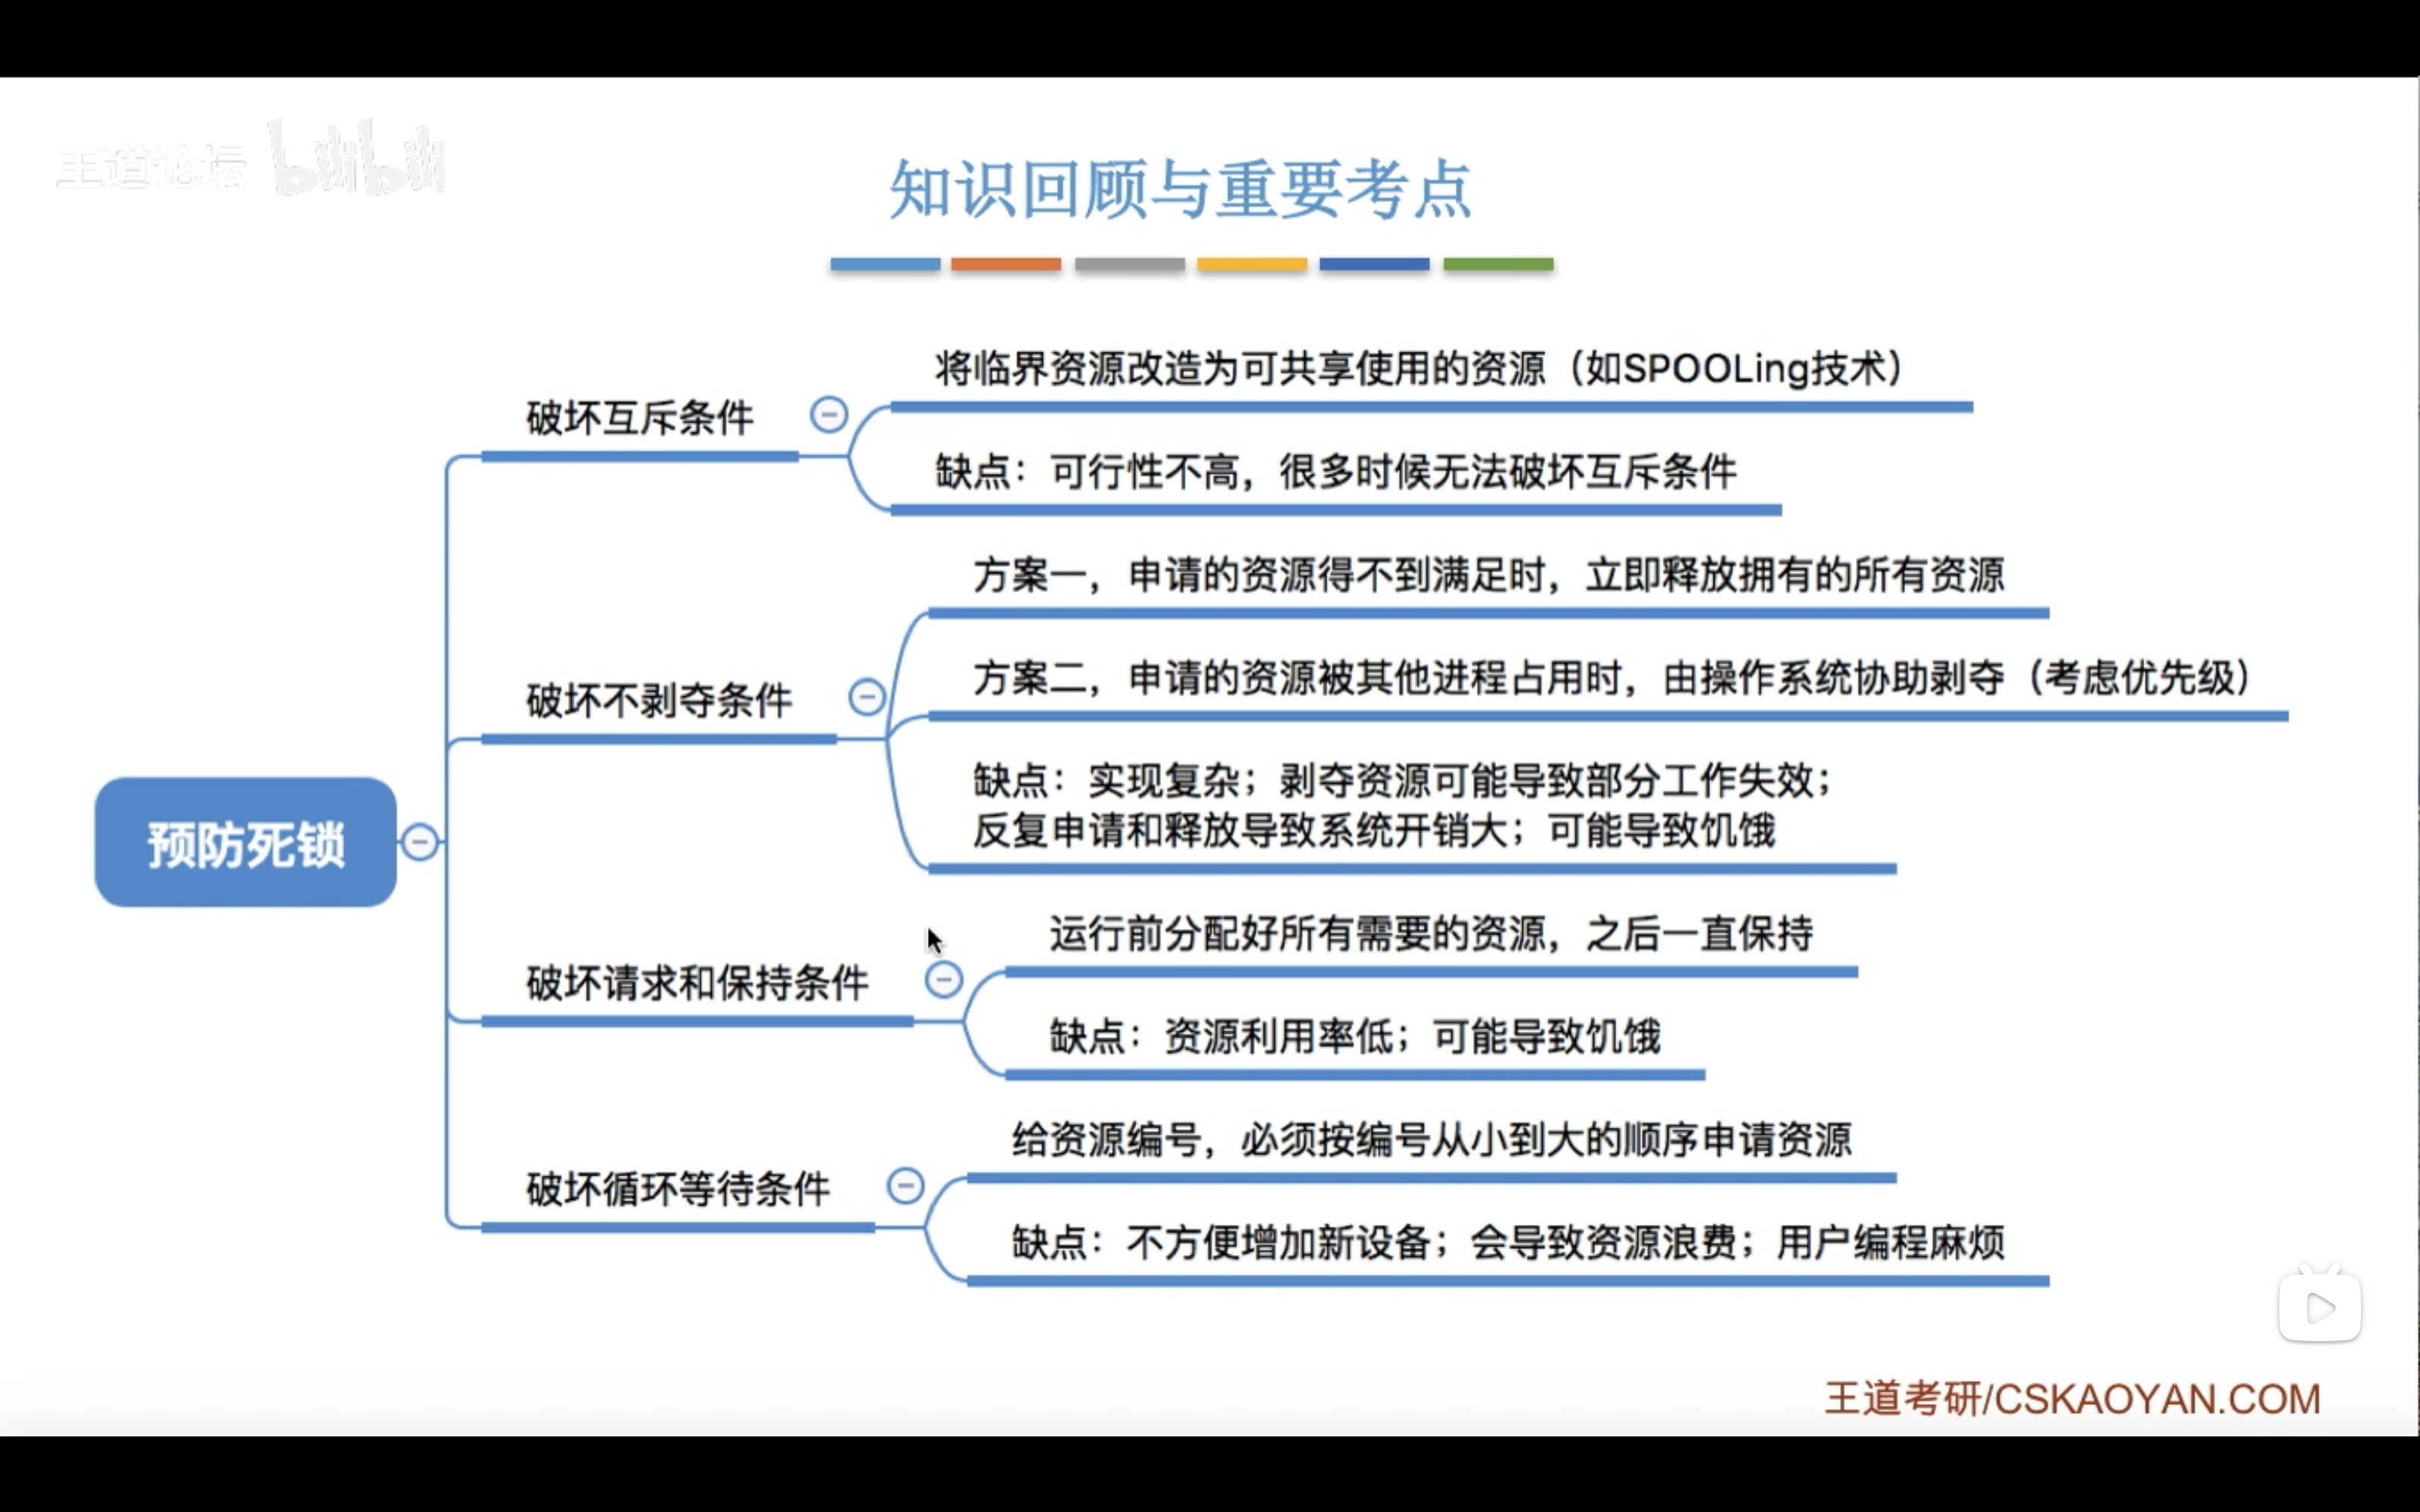 王道论坛 bilibili
知识回顾与重要考点
预防死锁
破坏互斥条件
将临界资源改造为可共享使用的资源（如SPOOLing技术）
缺点：可行性不高，很多时候无法破坏互斥条件
破坏不剥夺条件
方案一，申请的资源得不到满足时，立即释放拥有的所有资源
方案二，申请的资源被其他进程占用时，由操作系统协助剥夺（考虑优先级）
缺点：实现复杂；剥夺资源可能导致部分工作失效；
反复申请和释放导致系统开销大；可能导致饥饿
破坏请求和保持条件
运行前分配好所有需要的资源，之后一直保持
缺点：资源利用率低；可能导致饥饿
破坏循环等待条件
给资源编号，必须按编号从小到大的顺序申请资源
缺点：不方便增加新设备；会导致资源浪费；用户编程麻烦
王道考研/CSKAOYAN.COM